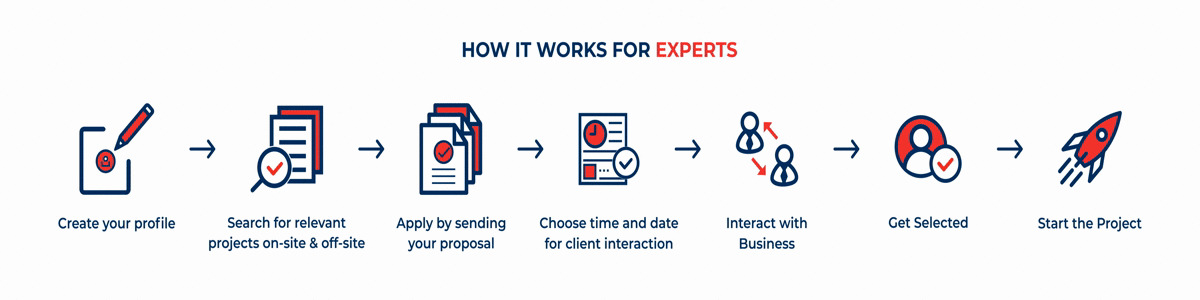 HOW IT WORKS FOR EXPERTS
Create your profile
Search for relevant
projects on-site & off-site
Apply by sending
your proposal
Choose time and date
for client interaction
Interact with
Business
Get Selected
Start the Project